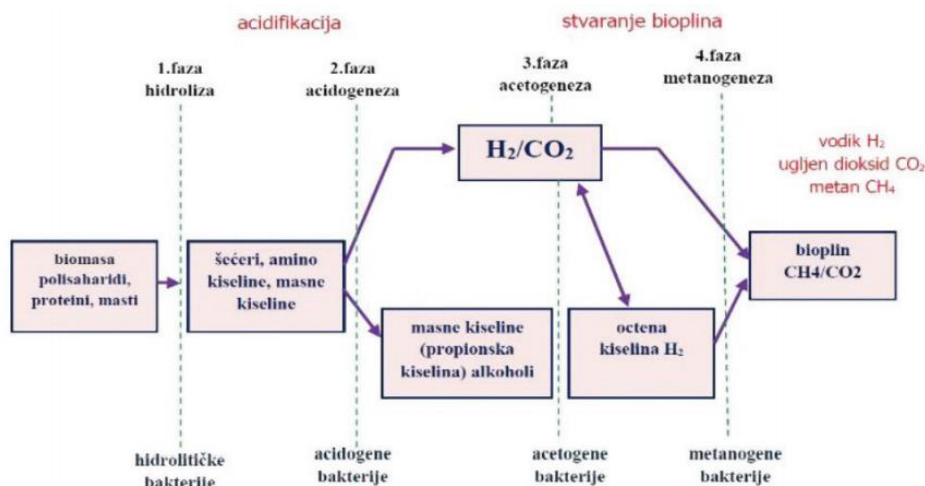 acidifikacija
stvaranje bioplina
1.faza
hidroliza
2.faza
acidogeneza
3.faza
acetogeneza
4.faza
metanogeneza
H₂/CO₂
vodik H₂
ugljen dioksid CO₂
metan CH₄
biomasa
polisaharidi,
proteini, masti
šećeri, amino
kiseline, masne
kiseline
bioplin
CH4/CO2
masne kiseline
(propionska
kiselina) alkoholi
octena
kiselina H₂
hidrolitičke
bakterije
acidogene
bakterije
acetogene
bakterije
metanogene
bakterije